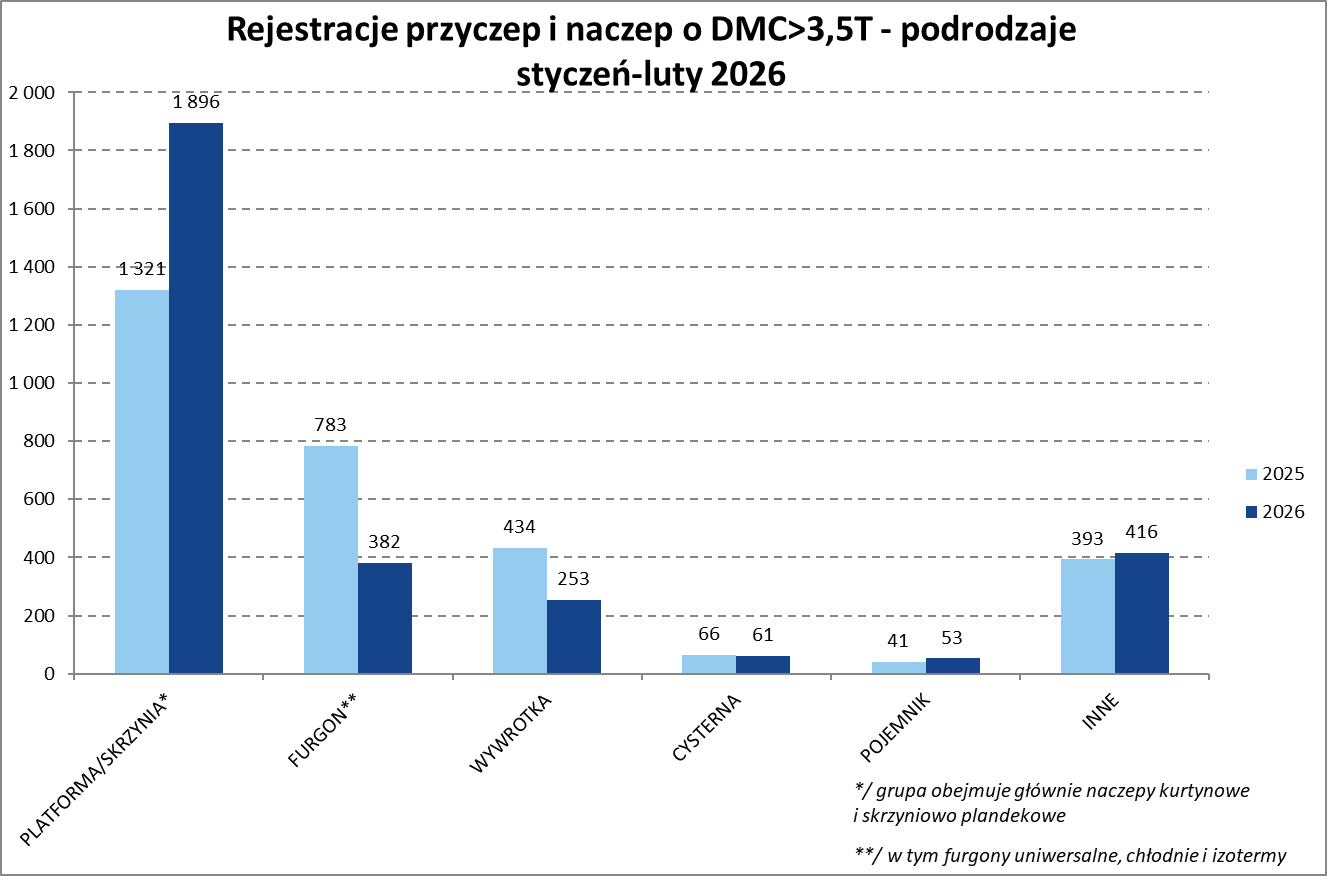 Rejestracje przyczep i naczep o DMC>3,5T - podrodzaje
styczeń-luty 2026
2 000
1 800
1 600
1 400
1 200
1 000
800
600
400
200
0
1 321
1 896
783
382
434
253
66
61
41
53
393
416
PLATFORMA/SKRZYNIA*
FURGON**
WYWROTKA
CYSTERNA
POJEMNIK
INNE
2025
2026
*/ grupa obejmuje głównie naczepy kurtynowe
i skrzyniowo plandekowe
**/ w tym furgony uniwersalne, chłodnie i izotermy